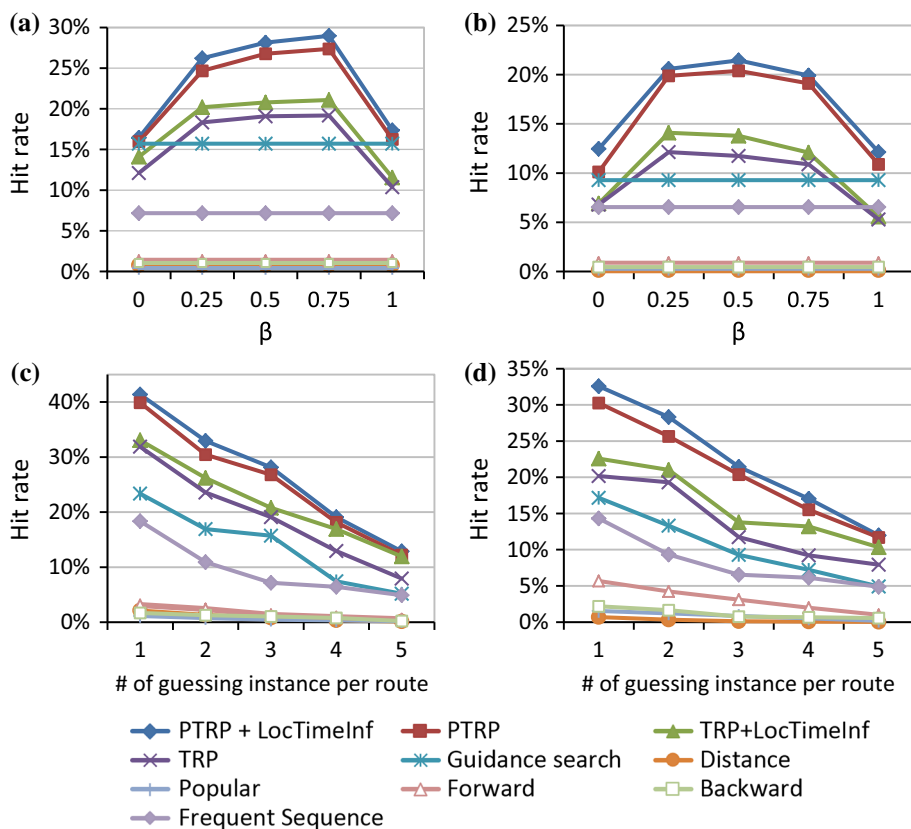 (a)
30%
25%
20%
15%
10%
5%
0%
Hit rate
0 0.25 0.5 0.75 1
β
(b)
25%
20%
15%
10%
5%
0%
Hit rate
0 0.25 0.5 0.75 1
β
(c)
40%
30%
20%
10%
0%
Hit rate
1 2 3 4 5
# of guessing instance per route
(d)
35%
30%
25%
20%
15%
10%
5%
0%
Hit rate
1 2 3 4 5
# of guessing instance per route
PTRP + LocTimeInf PTRP TRP+LocTimeInf
TRP Guidance search Distance
Popular Forward Backward
Frequent Sequence